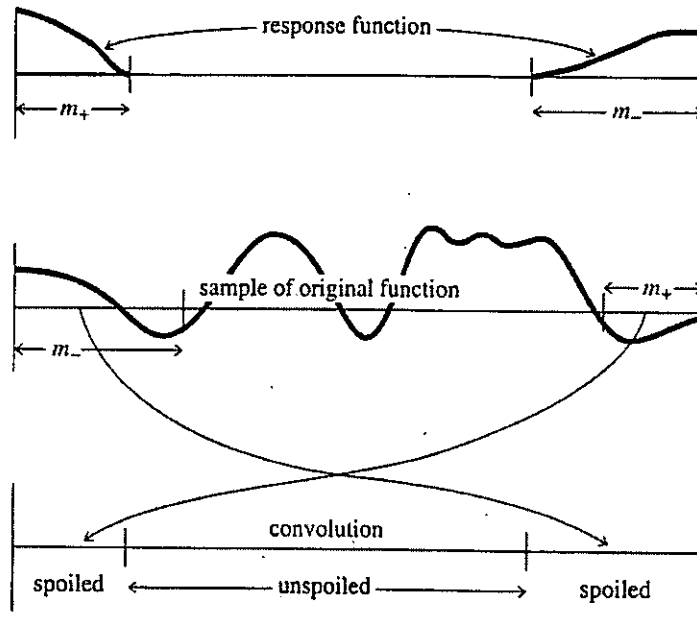 response function
m₊
m₋
sample of original function
m₊
m₋
convolution
spoiled
unspoiled
spoiled